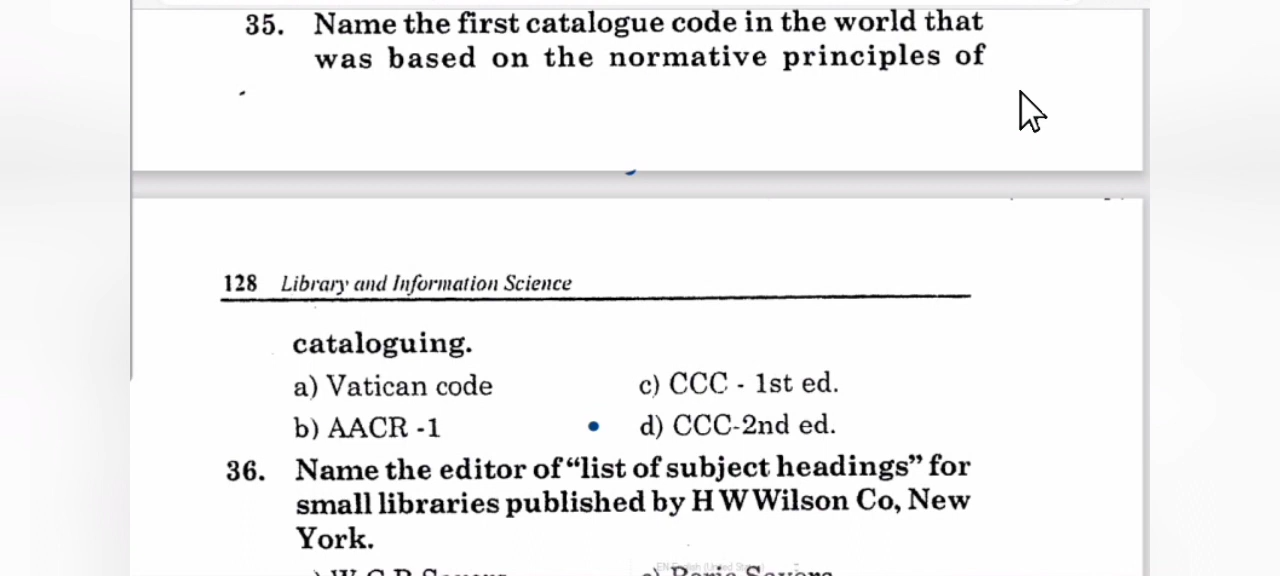 35. Name the first catalogue code in the world that
was based on the normative principles of
128 Library and Information Science
cataloguing.
a) Vatican code c) CCC - 1st ed.
b) AACR -1 • d) CCC-2nd ed.
36. Name the editor of “list of subject headings” for
small libraries published by H W Wilson Co, New
York.